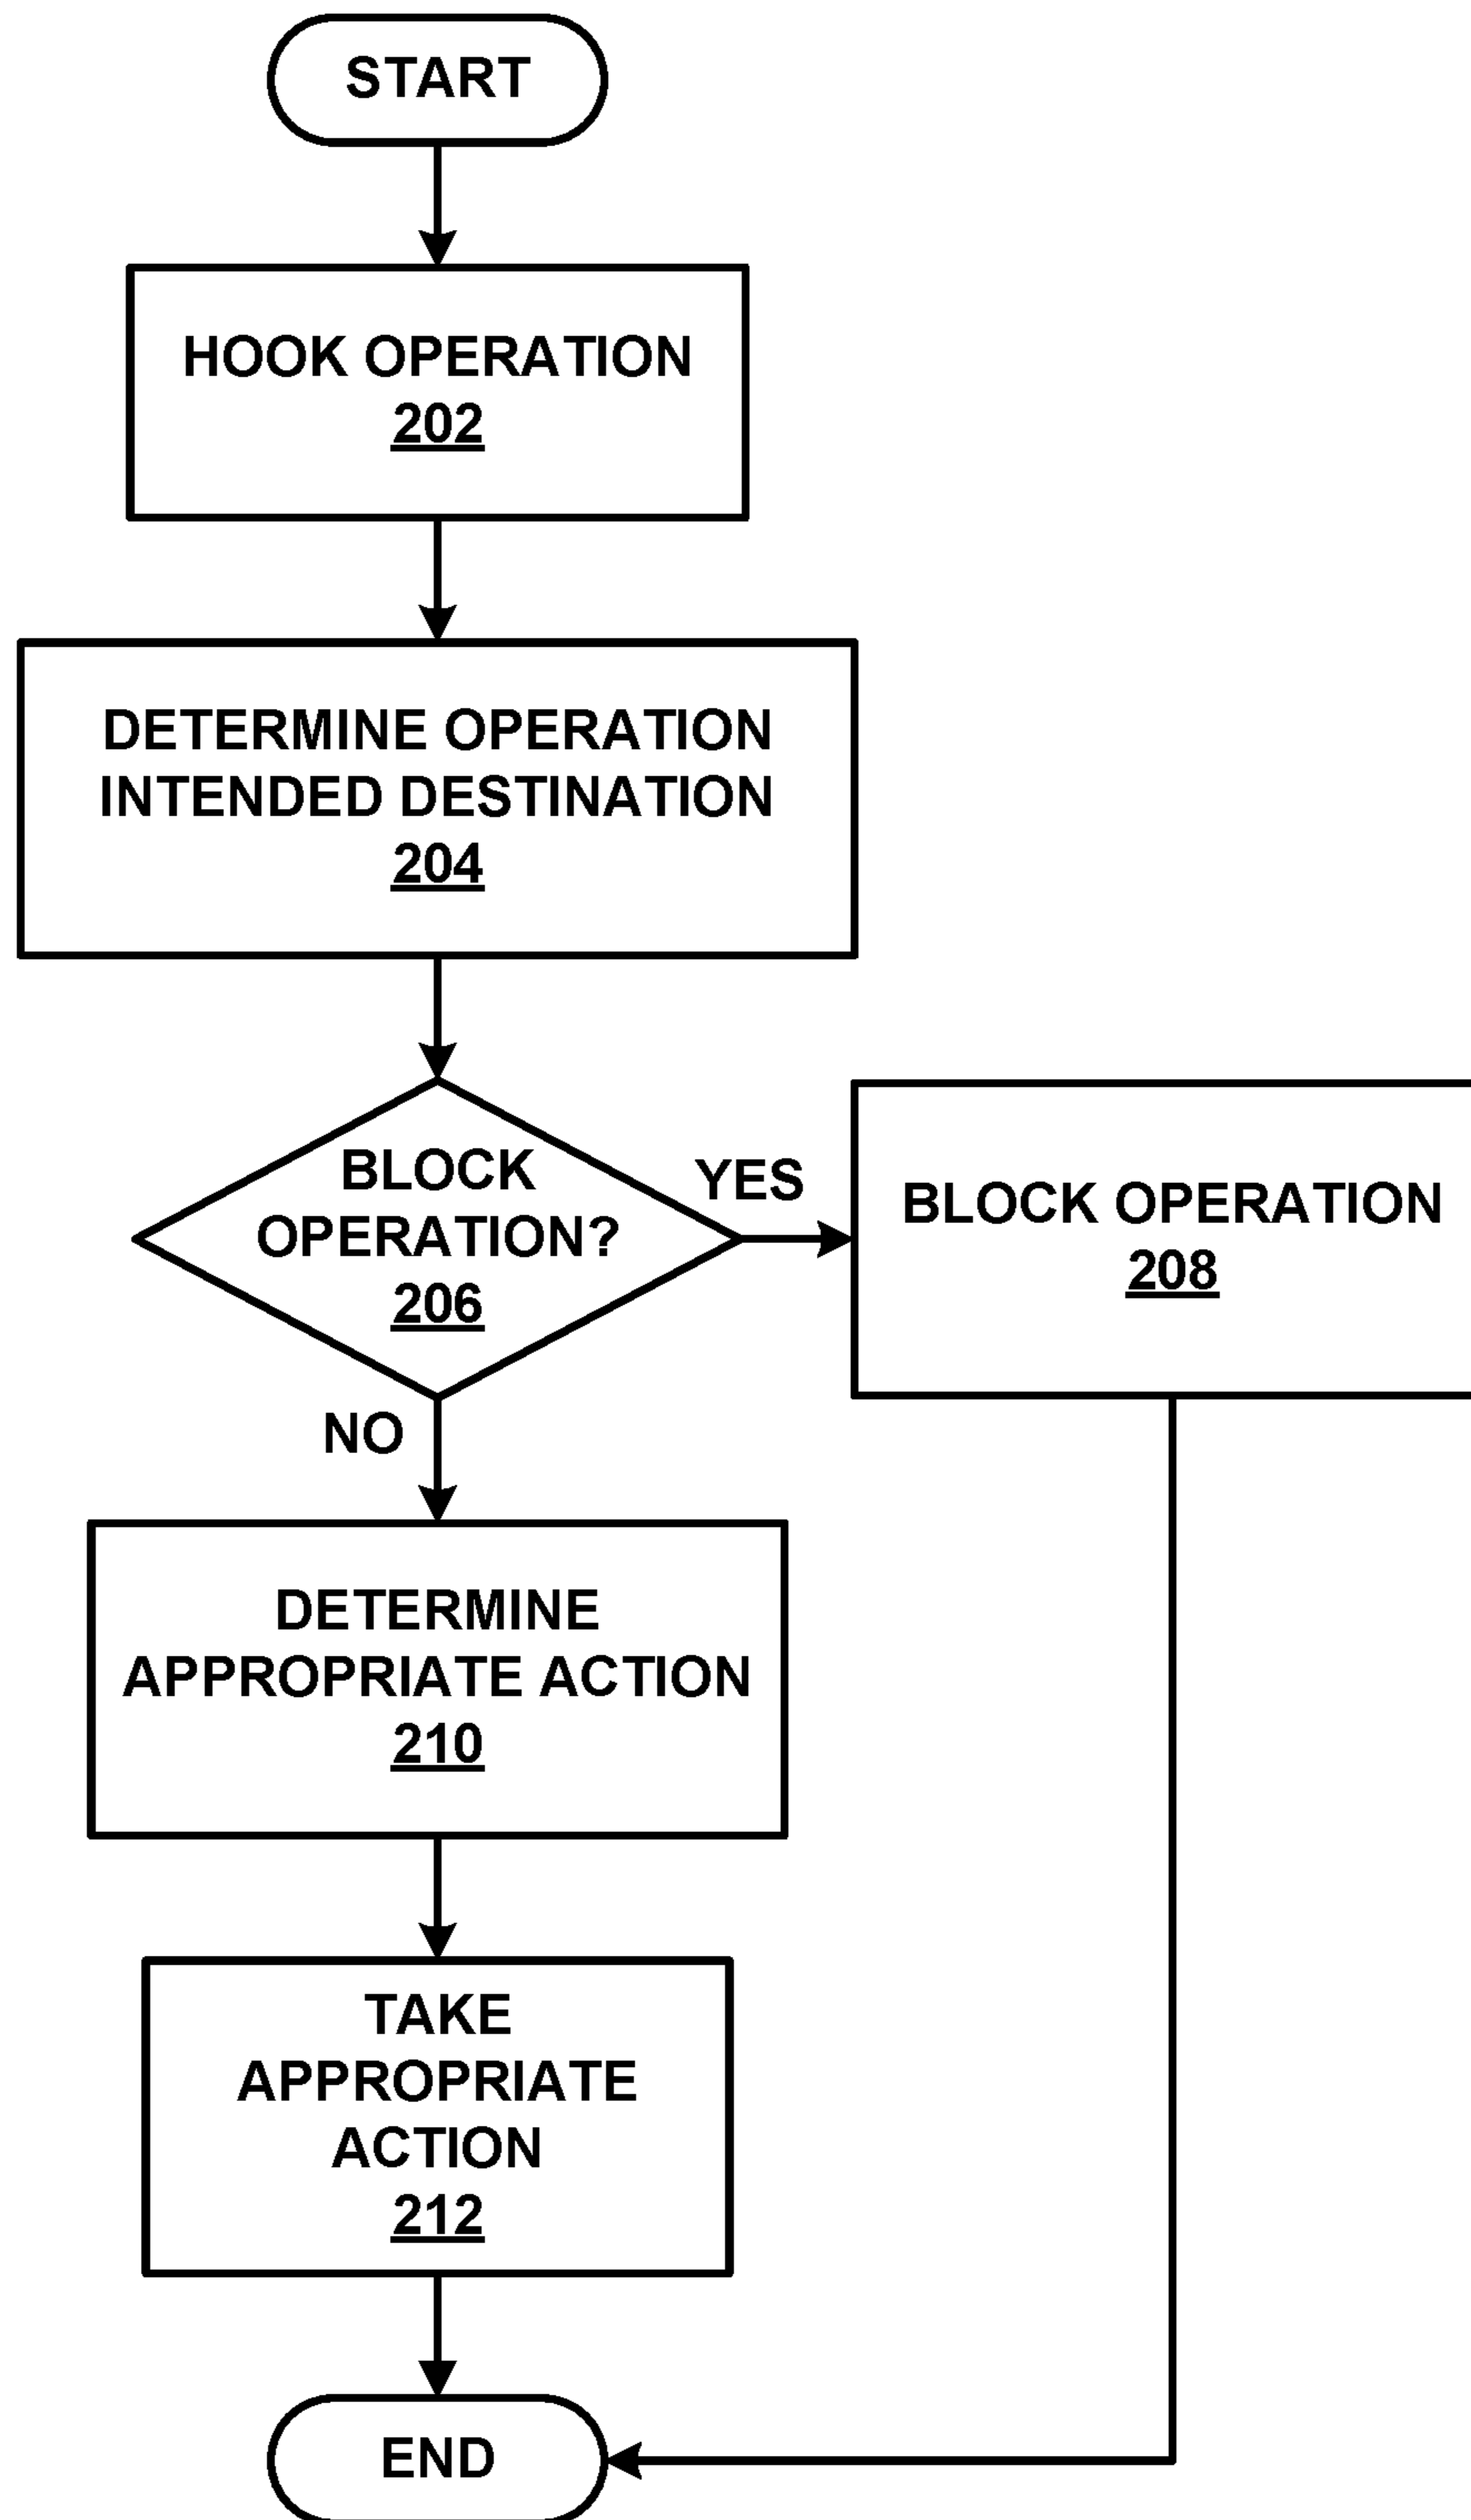 START
HOOK OPERATION
202
DETERMINE OPERATION
INTENDED DESTINATION
204
BLOCK
OPERATION?
206
YES
BLOCK OPERATION
208
NO
DETERMINE
APPROPRIATE ACTION
210
TAKE
APPROPRIATE
ACTION
212
END